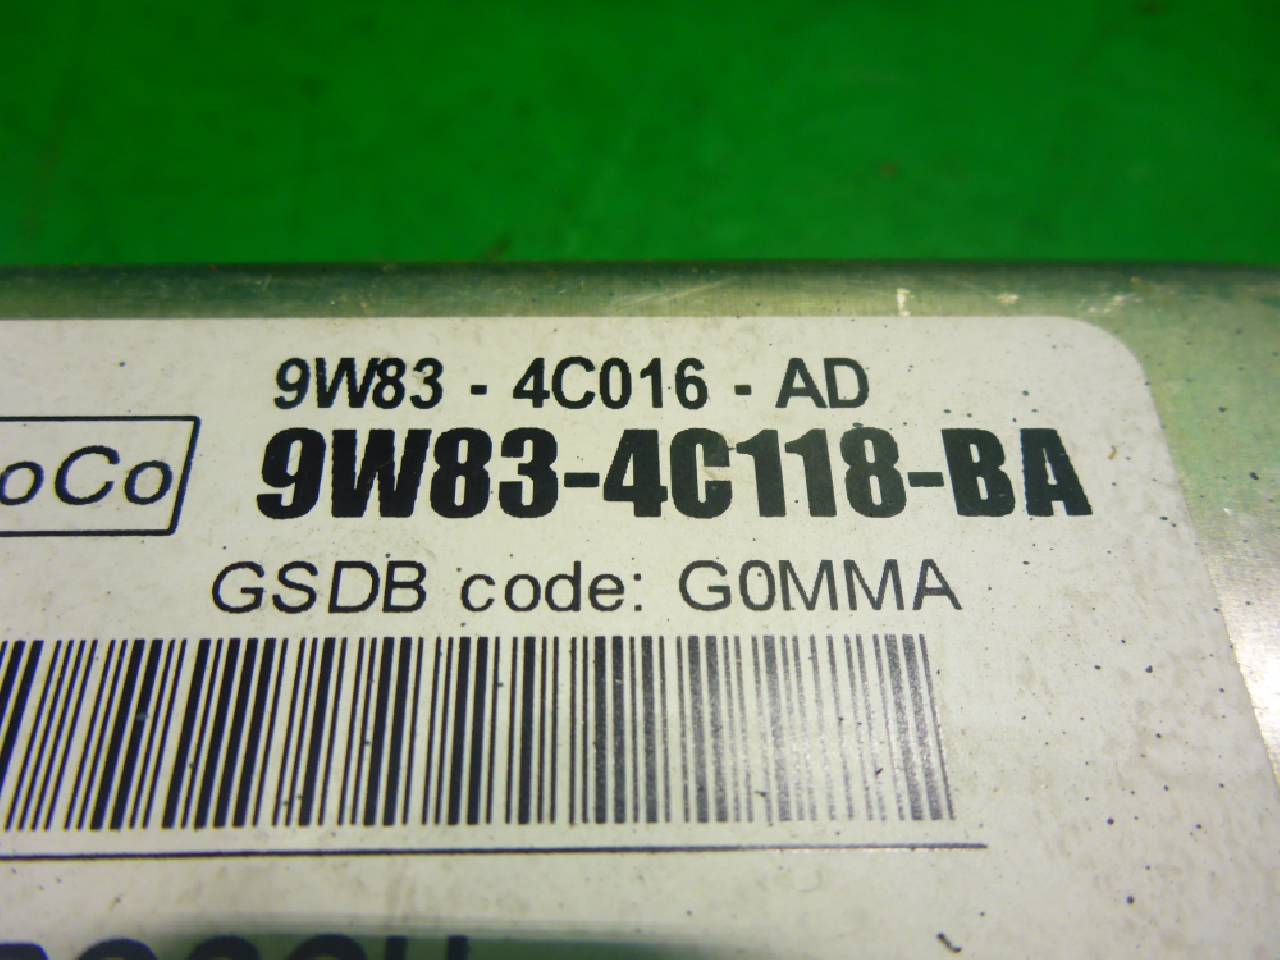 9W83 - 4C016 - AD
oCo
9W83-4C118-BA
GSDB code: G0MMA